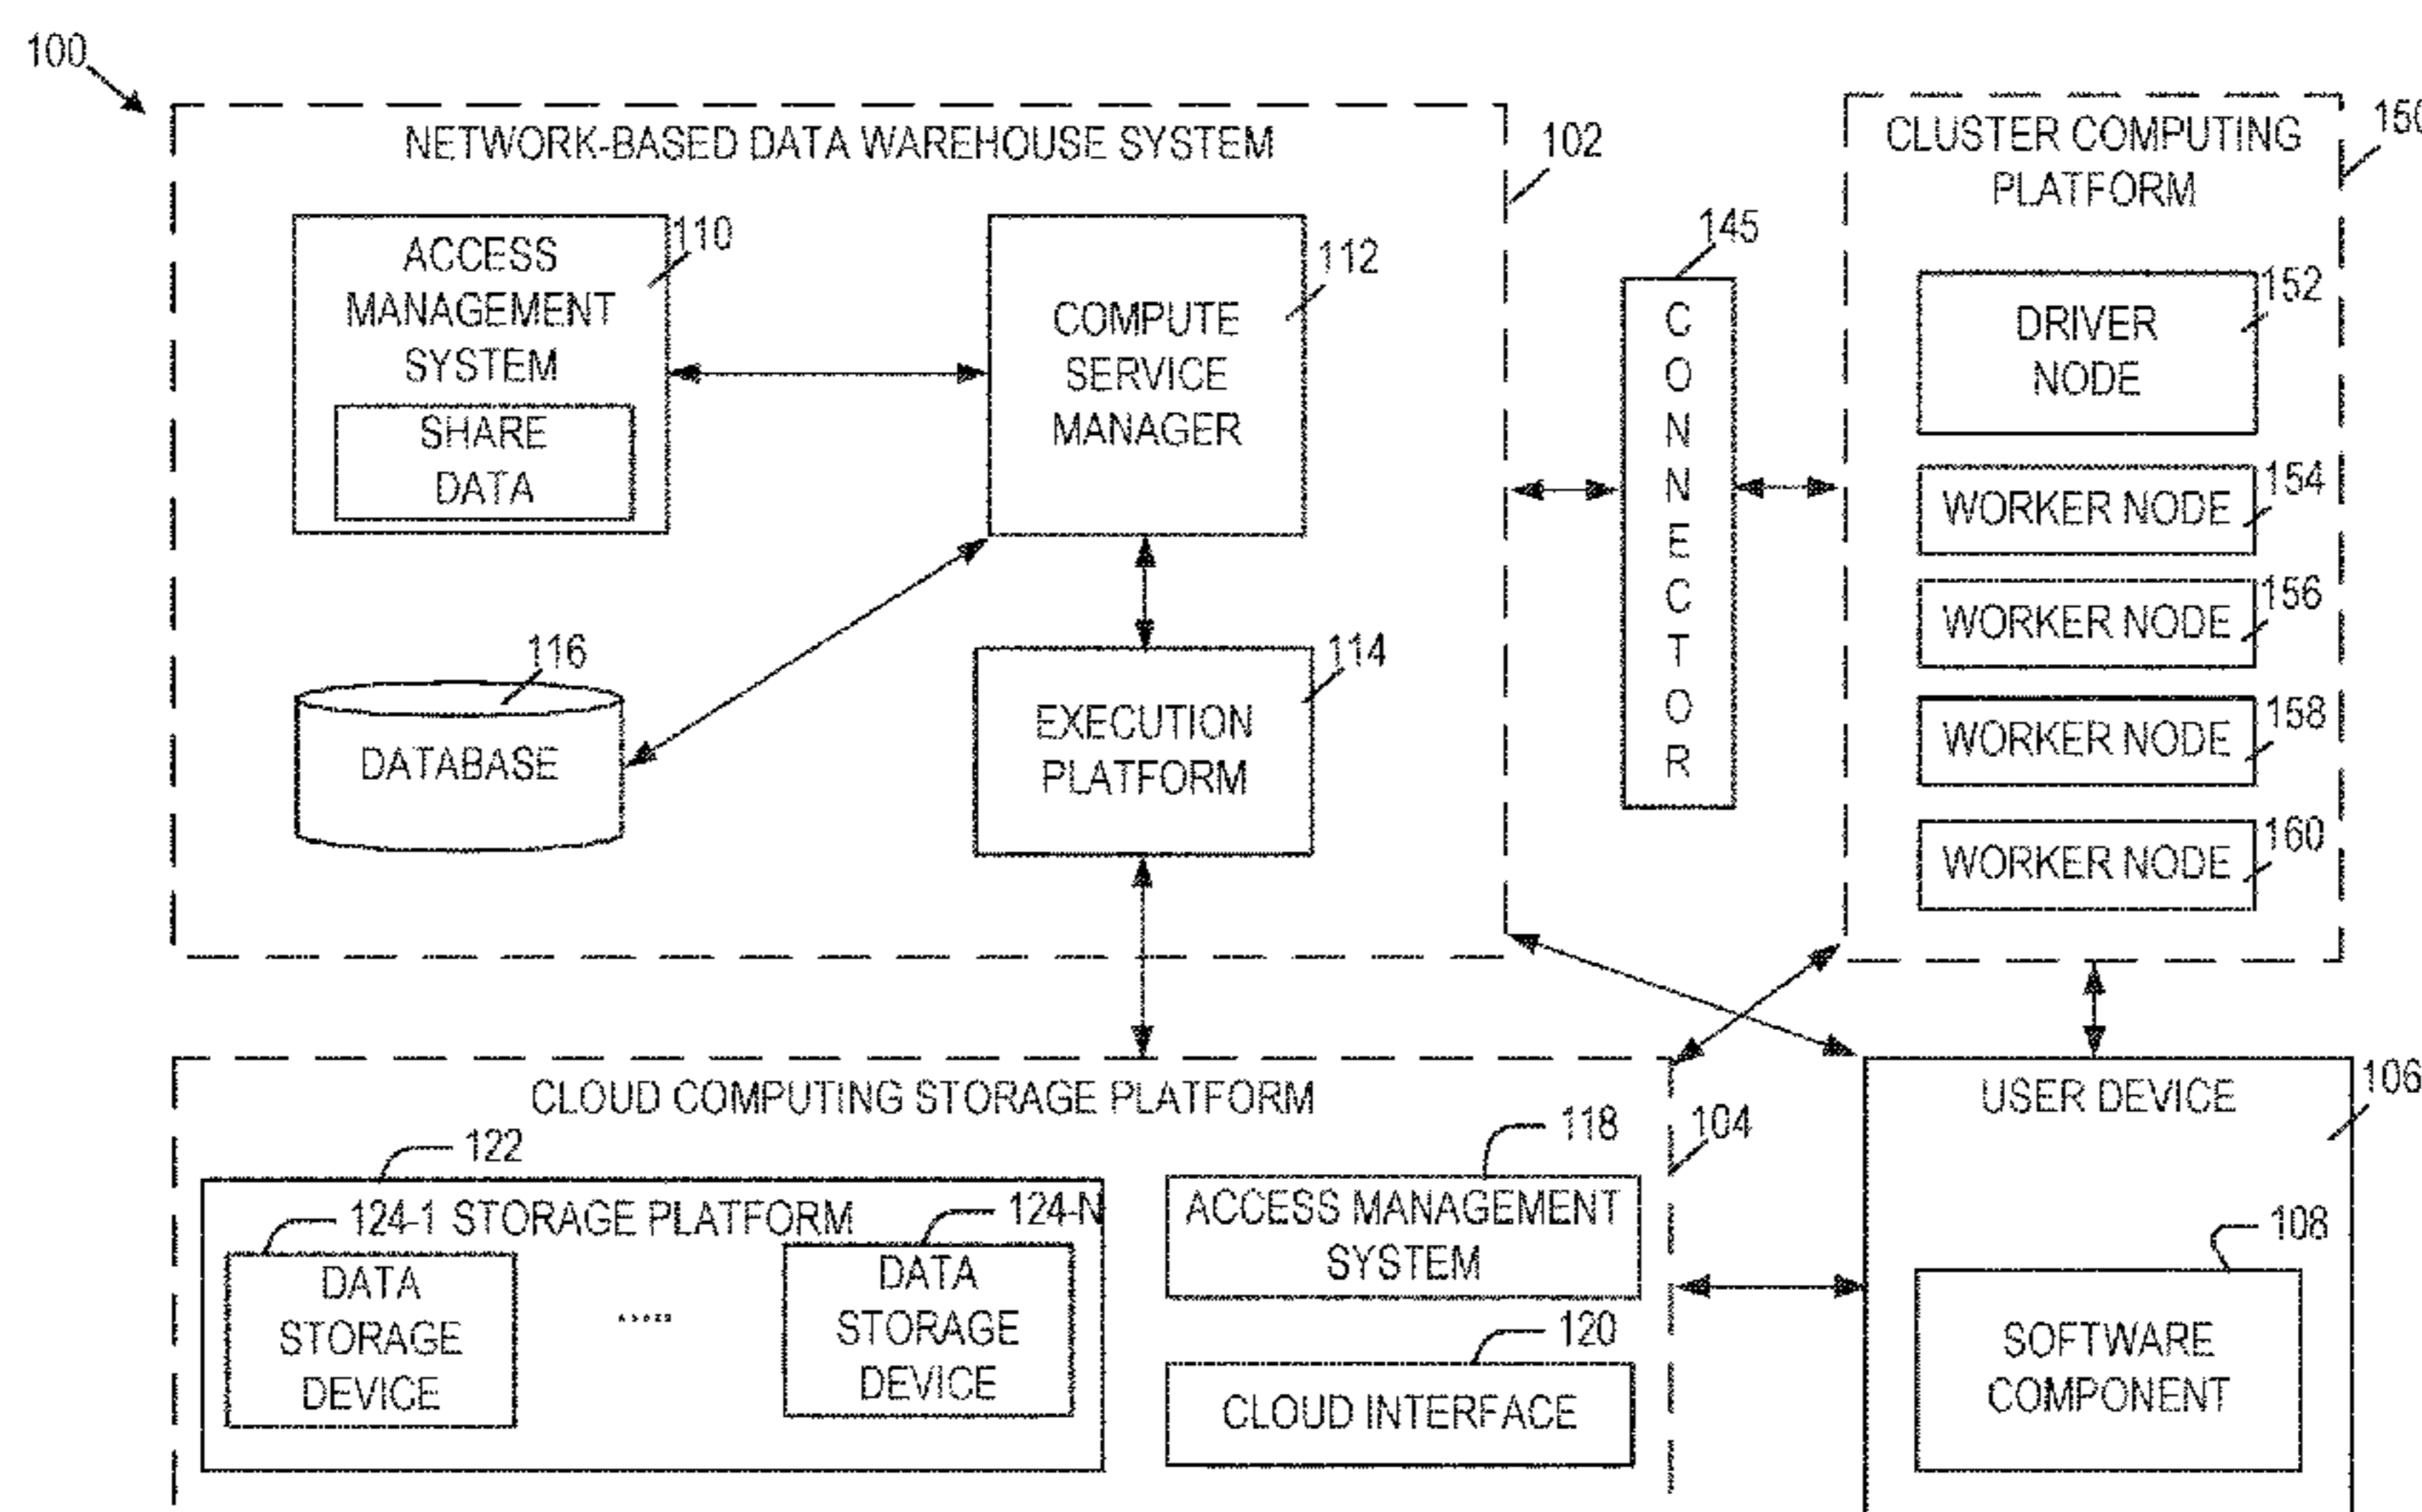 100
NETWORK-BASED DATA WAREHOUSE SYSTEM
102
ACCESS
MANAGEMENT
SYSTEM
110
SHARE
DATA
COMPUTE
SERVICE
MANAGER
112
116
DATABASE
EXECUTION
PLATFORM
114
145
CONNECTOR
CLUSTER COMPUTING
PLATFORM
150
DRIVER
NODE
152
WORKER NODE
154
WORKER NODE
156
WORKER NODE
158
WORKER NODE
160
CLOUD COMPUTING STORAGE PLATFORM
104
122
124-1 STORAGE PLATFORM 124-N
DATA
STORAGE
DEVICE
.....
DATA
STORAGE
DEVICE
118
ACCESS MANAGEMENT
SYSTEM
120
CLOUD INTERFACE
USER DEVICE
106
108
SOFTWARE
COMPONENT